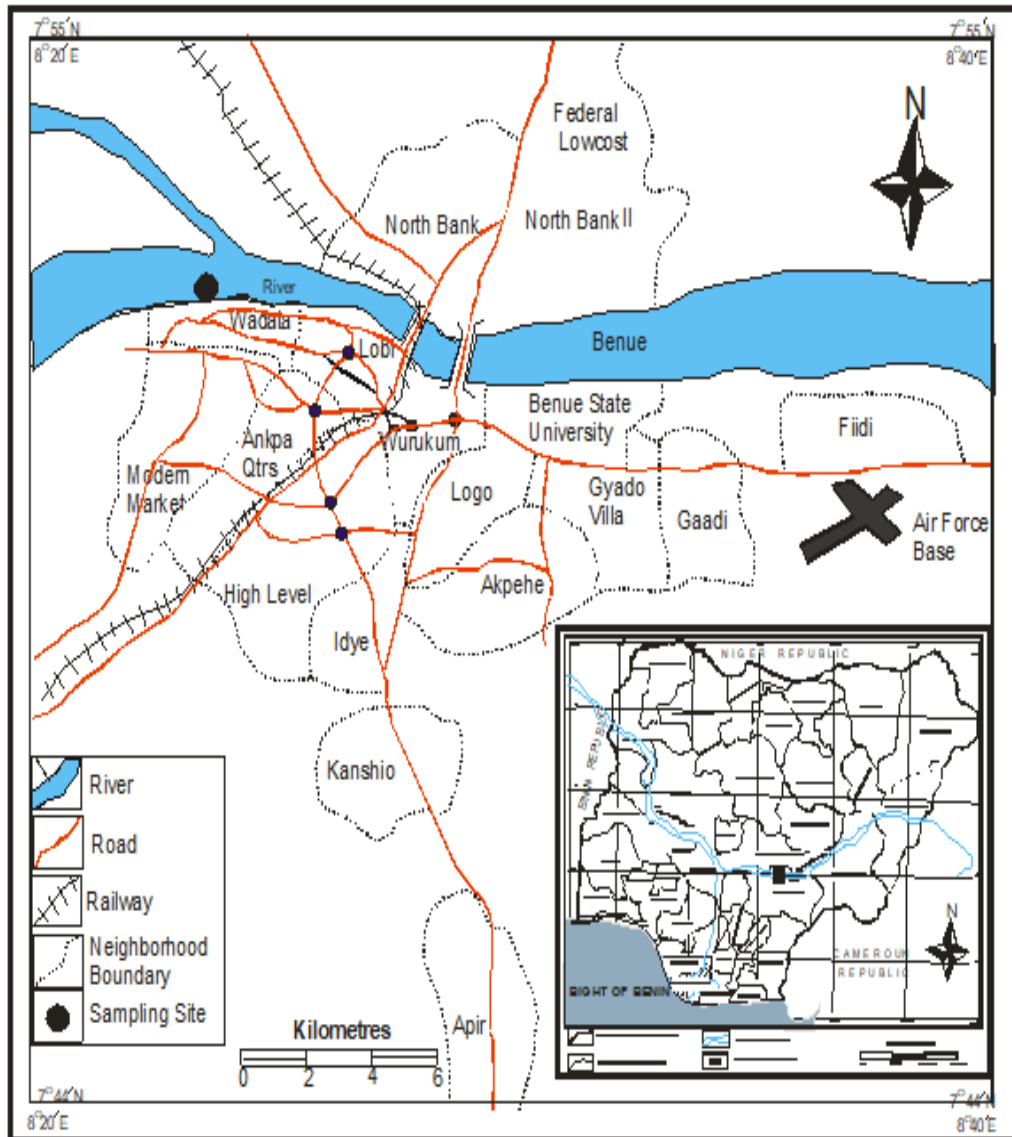 7°55′N
8°20′E
7°55′N
8°40′E
N
Federal
Lowcost
North Bank
North Bank II
River
Wadata
Lobi
Benue
Benue State
University
Fiidi
Ankpa
Qtrs
Wurukum
Modern
Market
Logo
Gyado
Villa
Gaadi
Air Force
Base
High Level
Akpehe
Idye
Kanshio
Apir
River
Road
Railway
Neighborhood
Boundary
Sampling Site
Kilometres
0 2 4 6
NIGER REPUBLIC
N
CAMEROUN
REPUBLIC
BIGHT OF BENIN
7°44′N
8°20′E
7°44′N
8°40′E